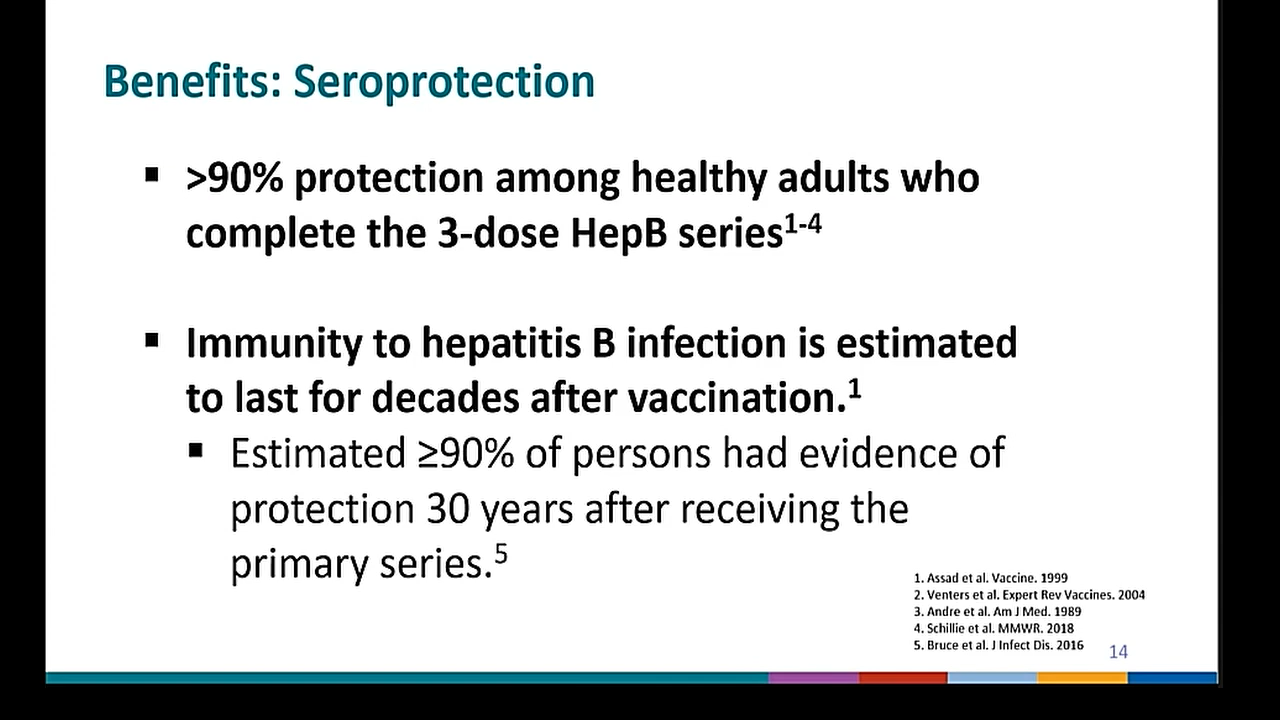 Benefits: Seroprotection
▪ >90% protection among healthy adults who
complete the 3-dose HepB series1-4
▪ Immunity to hepatitis B infection is estimated
to last for decades after vaccination.1
▪ Estimated ≥90% of persons had evidence of
protection 30 years after receiving the
primary series.5
1. Assad et al. Vaccine. 1999
2. Venters et al. Expert Rev Vaccines. 2004
3. Andre et al. Am J Med. 1989
4. Schillie et al. MMWR. 2018
5. Bruce et al. J Infect Dis. 2016
14